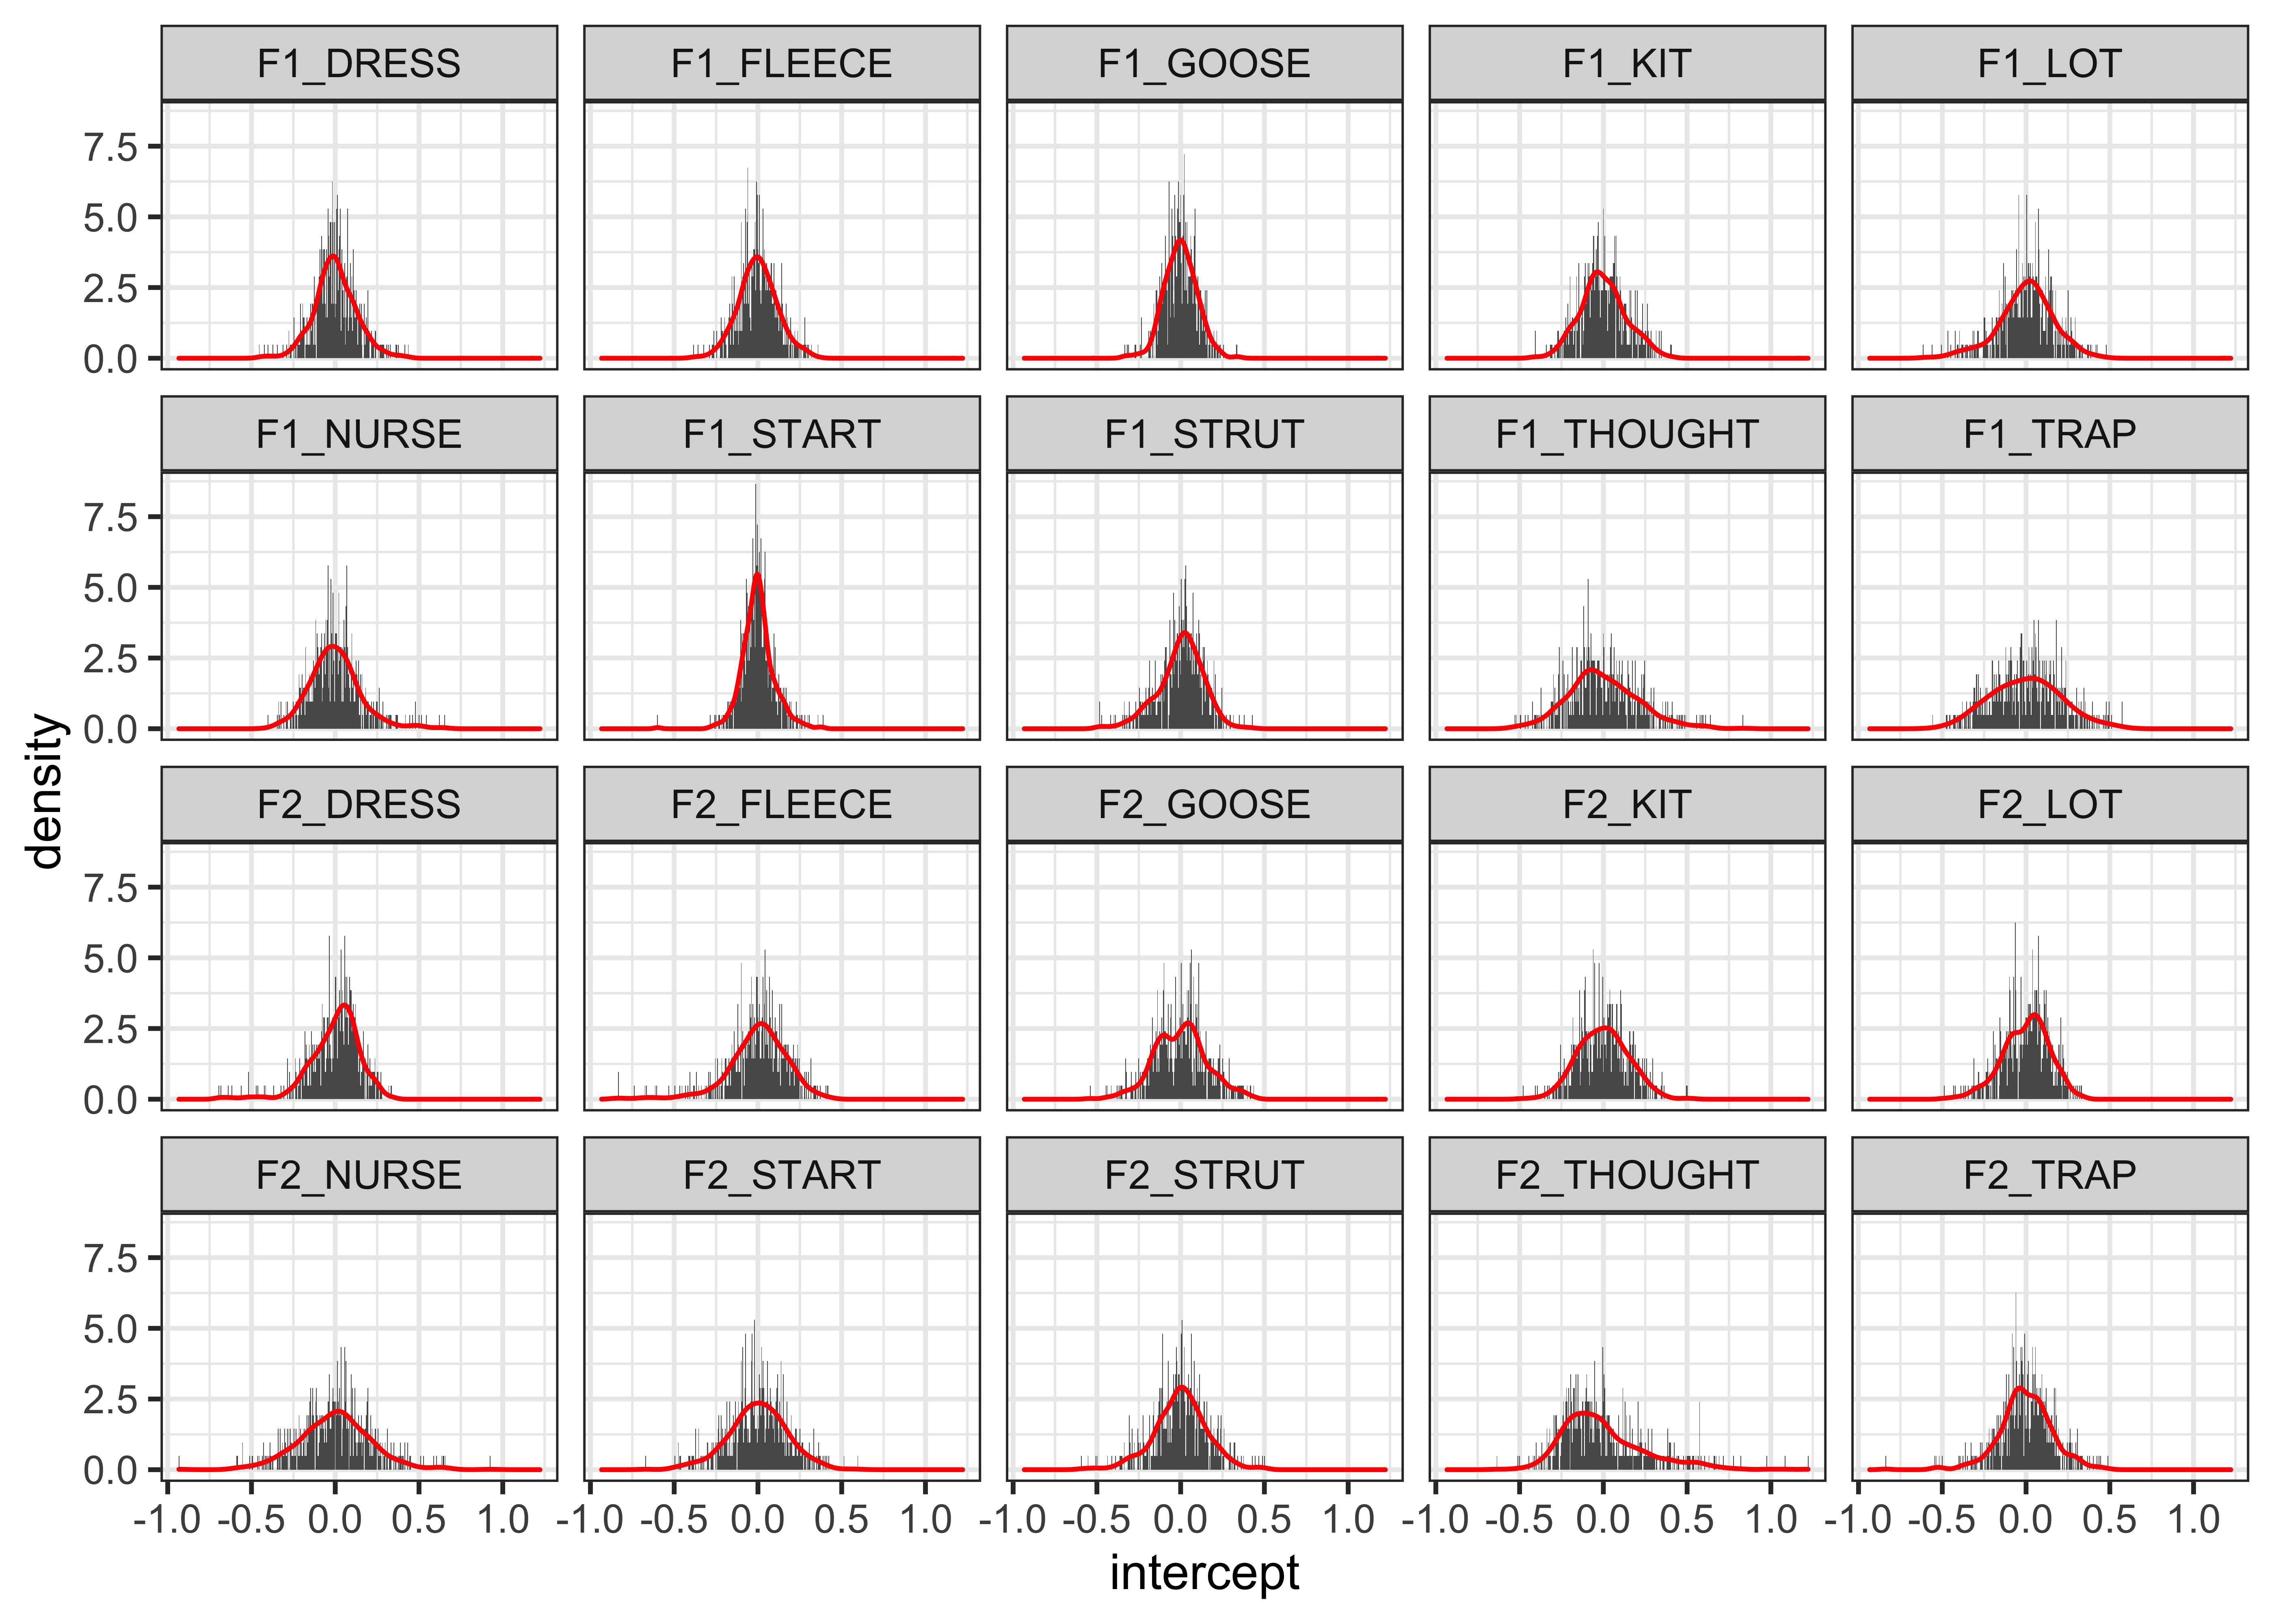 F1_DRESS F1_FLEECE F1_GOOSE F1_KIT F1_LOT
7.5
5.0
2.5
0.0
F1_NURSE F1_START F1_STRUT F1_THOUGHT F1_TRAP
7.5
5.0
2.5
0.0
density
F2_DRESS F2_FLEECE F2_GOOSE F2_KIT F2_LOT
7.5
5.0
2.5
0.0
F2_NURSE F2_START F2_STRUT F2_THOUGHT F2_TRAP
7.5
5.0
2.5
0.0
-1.0 -0.5 0.0 0.5 1.0 -1.0 -0.5 0.0 0.5 1.0 -1.0 -0.5 0.0 0.5 1.0 -1.0 -0.5 0.0 0.5 1.0 -1.0 -0.5 0.0 0.5 1.0
intercept